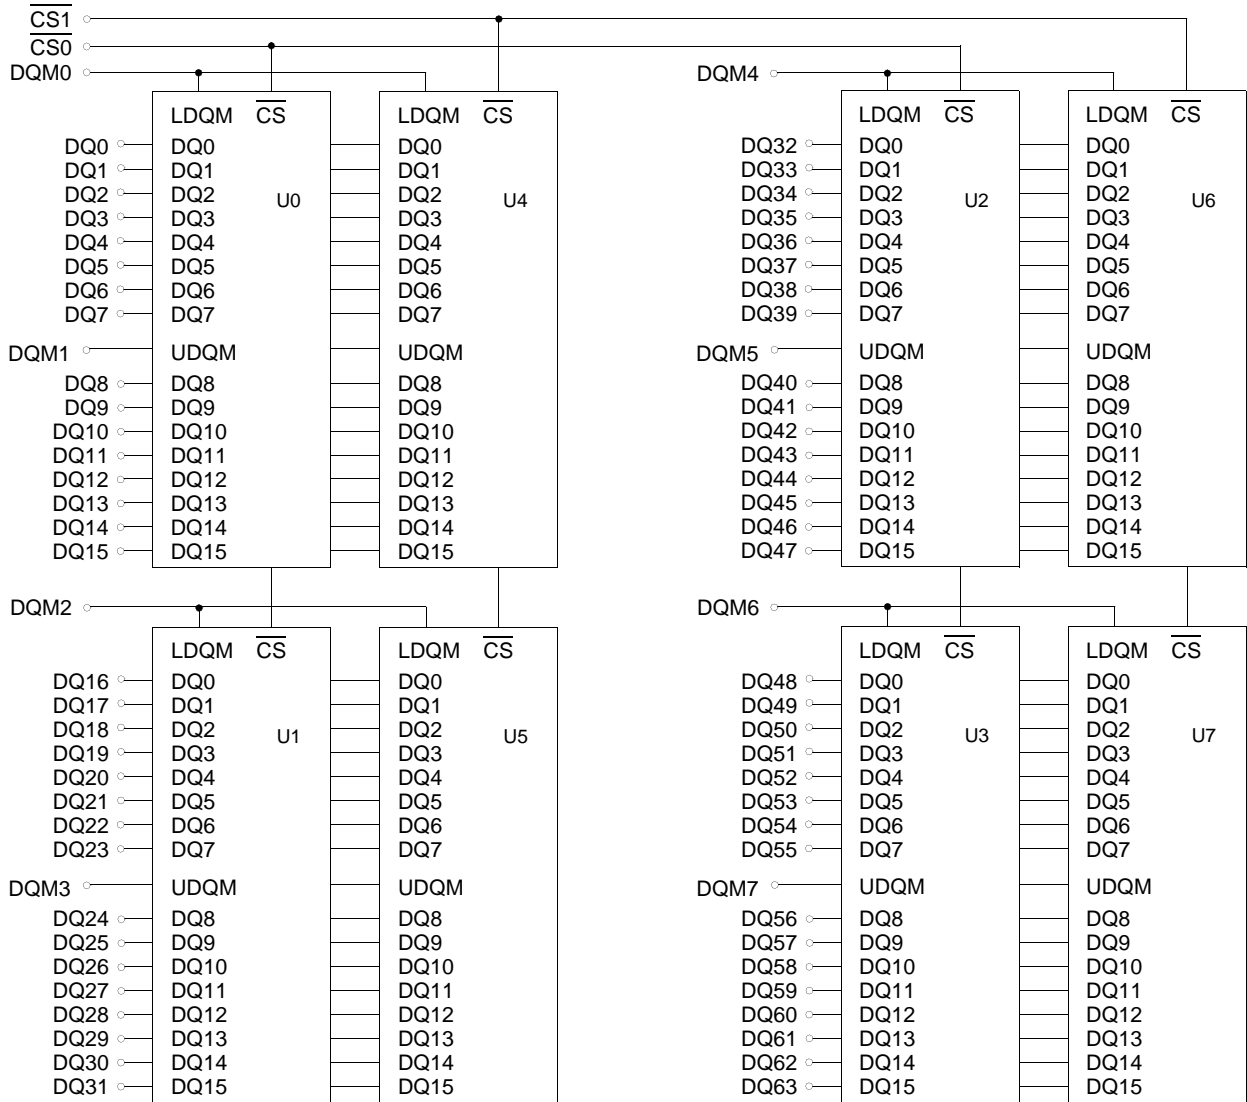 CS1
CS0
DQM0
LDQM CS
LDQM CS
DQ0 DQ0 DQ0
DQ1 DQ1 DQ1
DQ2 DQ2 DQ2
U0 U4
DQ3 DQ3 DQ3
DQ4 DQ4 DQ4
DQ5 DQ5 DQ5
DQ6 DQ6 DQ6
DQ7 DQ7 DQ7
DQM1 UDQM UDQM
DQ8 DQ8 DQ8
DQ9 DQ9 DQ9
DQ10 DQ10 DQ10
DQ11 DQ11 DQ11
DQ12 DQ12 DQ12
DQ13 DQ13 DQ13
DQ14 DQ14 DQ14
DQ15 DQ15 DQ15
DQM2
LDQM CS
LDQM CS
DQ16 DQ0 DQ0
DQ17 DQ1 DQ1
DQ18 DQ2 DQ2
U1 U5
DQ19 DQ3 DQ3
DQ20 DQ4 DQ4
DQ21 DQ5 DQ5
DQ22 DQ6 DQ6
DQ23 DQ7 DQ7
DQM3 UDQM UDQM
DQ24 DQ8 DQ8
DQ25 DQ9 DQ9
DQ26 DQ10 DQ10
DQ27 DQ11 DQ11
DQ28 DQ12 DQ12
DQ29 DQ13 DQ13
DQ30 DQ14 DQ14
DQ31 DQ15 DQ15
DQM4
LDQM CS
LDQM CS
DQ32 DQ0 DQ0
DQ33 DQ1 DQ1
DQ34 DQ2 DQ2
U2 U6
DQ35 DQ3 DQ3
DQ36 DQ4 DQ4
DQ37 DQ5 DQ5
DQ38 DQ6 DQ6
DQ39 DQ7 DQ7
DQM5 UDQM UDQM
DQ40 DQ8 DQ8
DQ41 DQ9 DQ9
DQ42 DQ10 DQ10
DQ43 DQ11 DQ11
DQ44 DQ12 DQ12
DQ45 DQ13 DQ13
DQ46 DQ14 DQ14
DQ47 DQ15 DQ15
DQM6
LDQM CS
LDQM CS
DQ48 DQ0 DQ0
DQ49 DQ1 DQ1
DQ50 DQ2 DQ2
U3 U7
DQ51 DQ3 DQ3
DQ52 DQ4 DQ4
DQ53 DQ5 DQ5
DQ54 DQ6 DQ6
DQ55 DQ7 DQ7
DQM7 UDQM UDQM
DQ56 DQ8 DQ8
DQ57 DQ9 DQ9
DQ58 DQ10 DQ10
DQ59 DQ11 DQ11
DQ60 DQ12 DQ12
DQ61 DQ13 DQ13
DQ62 DQ14 DQ14
DQ63 DQ15 DQ15